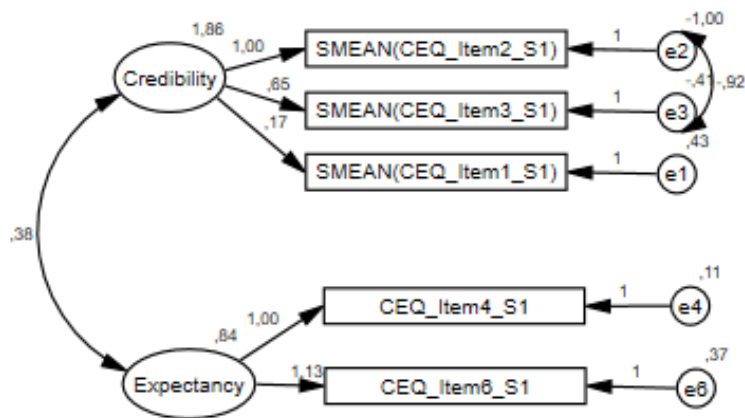 1,86
1,00
SMEAN(CEQ_Item2_S1)
1
e2
-1,00
Credibility
,65
SMEAN(CEQ_Item3_S1)
1
e3
-,41
-,92
,17
SMEAN(CEQ_Item1_S1)
1
e1
,43
,38
,84
1,00
CEQ_Item4_S1
1
e4
,11
Expectancy
1,13
CEQ_Item6_S1
1
e6
,37